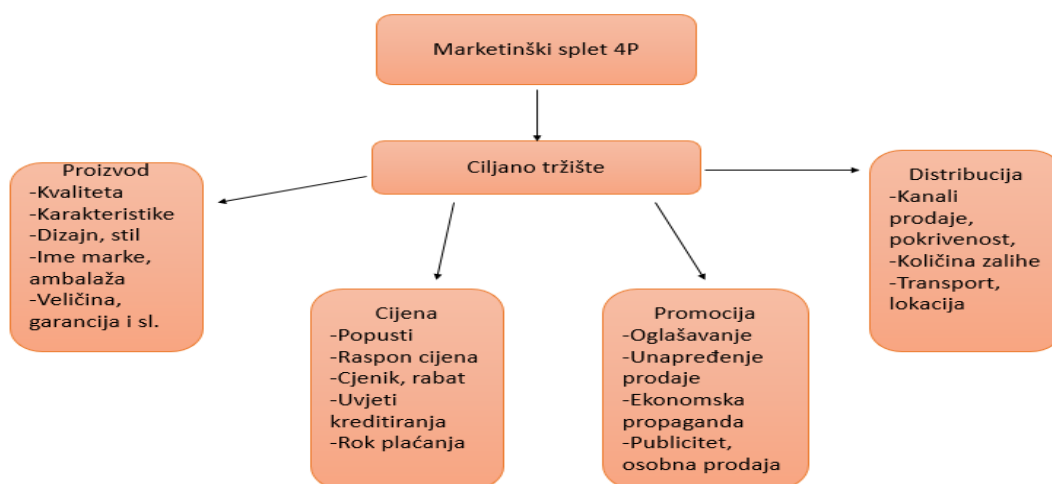 Marketinški splet 4P
Ciljano tržište
Proizvod
-Kvaliteta
-Karakteristike
-Dizajn, stil
-Ime marke,
ambalaža
-Veličina,
garancija i sl.
Cijena
-Popusti
-Raspon cijena
-Cjenik, rabat
-Uvjeti
kreditiranja
-Rok plaćanja
Promocija
-Oglašavanje
-Unapređenje
prodaje
-Ekonomska
propaganda
-Publicitet,
osobna prodaja
Distribucija
-Kanali
prodaje,
pokrivenost,
-Količina zalihe
-Transport,
lokacija